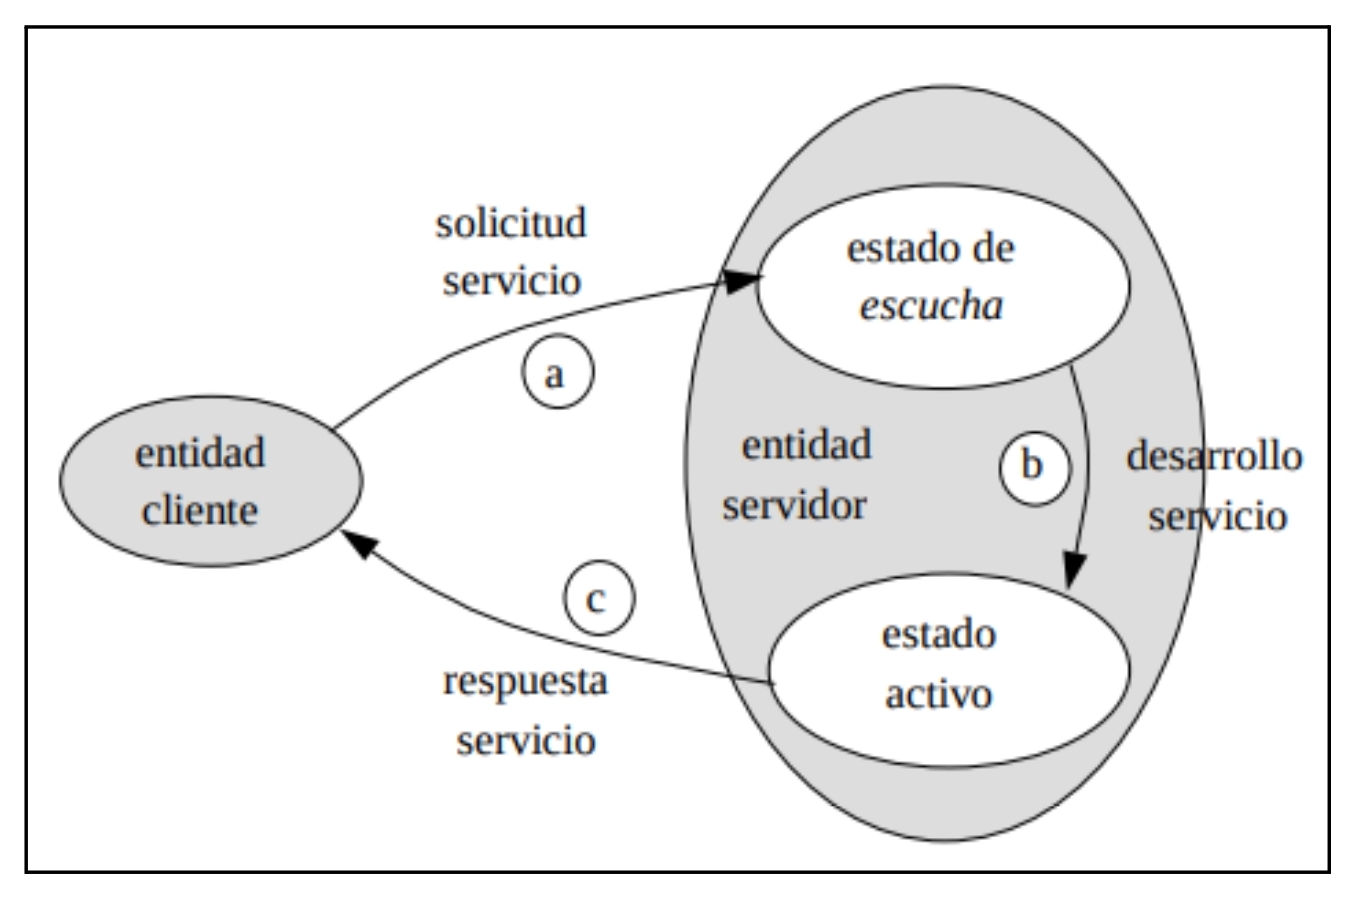 solicitud
servicio
a
estado de
escucha
entidad
cliente
entidad
servidor
b
desarrollo
servicio
c
respuesta
servicio
estado
activo